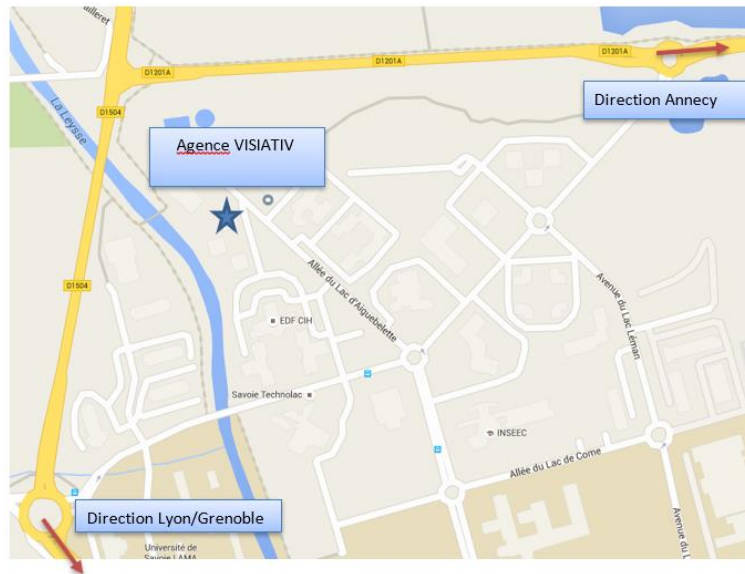 D1201A
D1201A
D1201A
Direction Annecy
D1504
La Leysse
Agence VISIATIV
Allée du Lac d'Aiguebelette
Avenue du Lac Léman
D1504
EDF CIH
Savoie Technolac
INSEEC
Allée du Lac de Come
Direction Lyon/Grenoble
Université de
Savoie LAMA
Avenue du